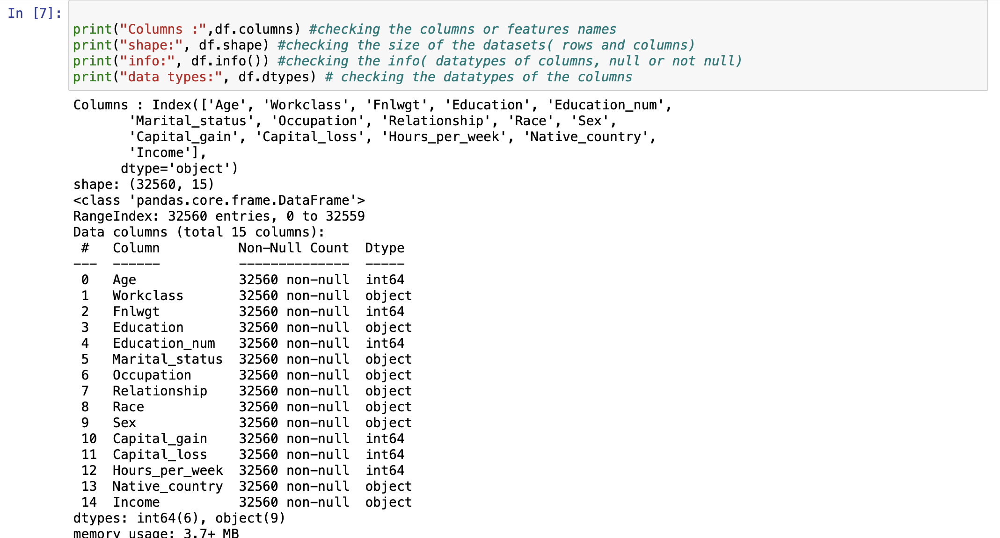 In [7]:
print("Columns :",df.columns) #checking the columns or features names
print("shape:", df.shape) #checking the size of the datasets( rows and columns)
print("info:", df.info()) #checking the info( datatypes of columns, null or not null)
print("data types:", df.dtypes) # checking the datatypes of the columns
Columns : Index(['Age', 'Workclass', 'Fnlwgt', 'Education', 'Education_num',
       'Marital_status', 'Occupation', 'Relationship', 'Race', 'Sex',
       'Capital_gain', 'Capital_loss', 'Hours_per_week', 'Native_country',
       'Income'],
      dtype='object')
shape: (32560, 15)
<class 'pandas.core.frame.DataFrame'>
RangeIndex: 32560 entries, 0 to 32559
Data columns (total 15 columns):
 #   Column          Non-Null Count  Dtype
---  ------          --------------  -----
 0   Age             32560 non-null  int64
 1   Workclass       32560 non-null  object
 2   Fnlwgt          32560 non-null  int64
 3   Education       32560 non-null  object
 4   Education_num   32560 non-null  int64
 5   Marital_status  32560 non-null  object
 6   Occupation      32560 non-null  object
 7   Relationship    32560 non-null  object
 8   Race            32560 non-null  object
 9   Sex             32560 non-null  object
 10  Capital_gain    32560 non-null  int64
 11  Capital_loss    32560 non-null  int64
 12  Hours_per_week  32560 non-null  int64
 13  Native_country  32560 non-null  object
 14  Income          32560 non-null  object
dtypes: int64(6), object(9)
memory usage: 3.7+ MB